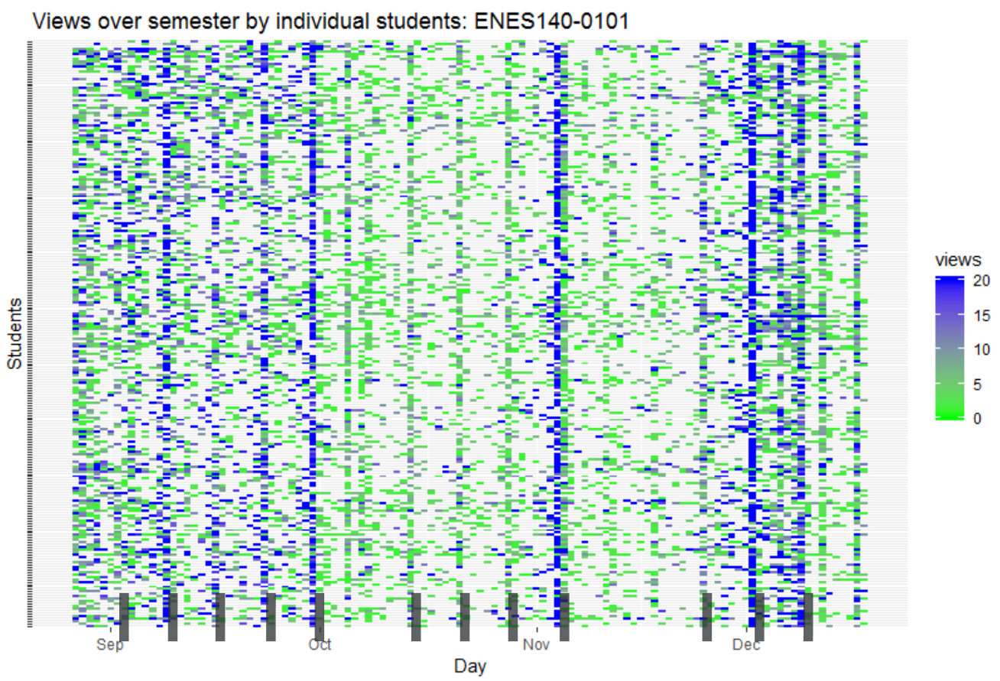 Views over semester by individual students: ENES140-0101
Students
views
20
15
10
5
0
Sep Oct Nov Dec
Day